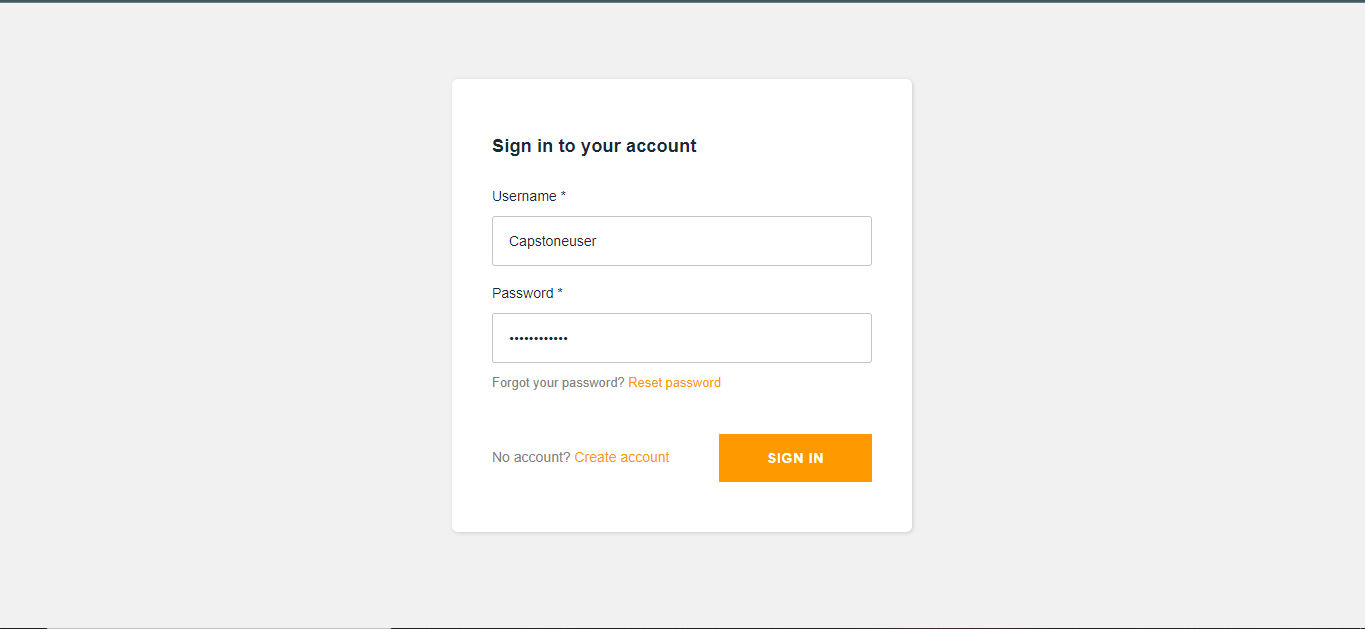 Sign in to your account
Username *
Capstoneuser
Password *
••••••••••••
Forgot your password? Reset password
No account? Create account
SIGN IN